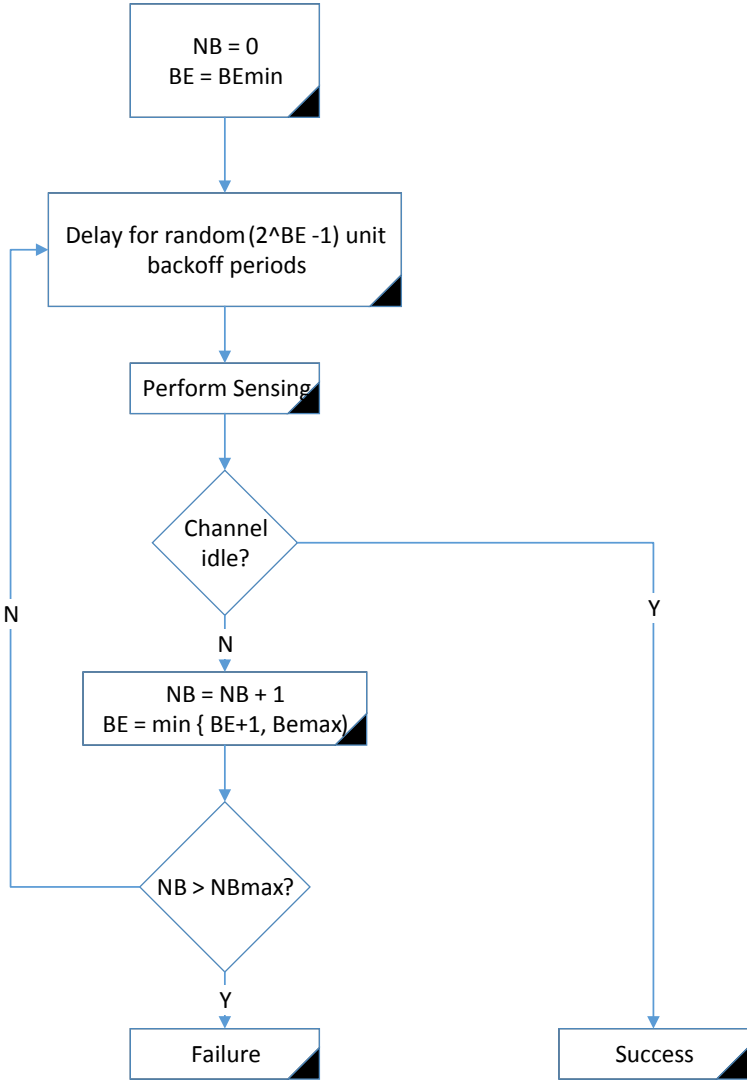 NB = 0
BE = BEmin
Delay for random (2^BE -1) unit
backoff periods
Perform Sensing
Channel
idle?
N
Y
N
NB = NB + 1
BE = min { BE+1, Bemax)
NB > NBmax?
Y
Failure
Success